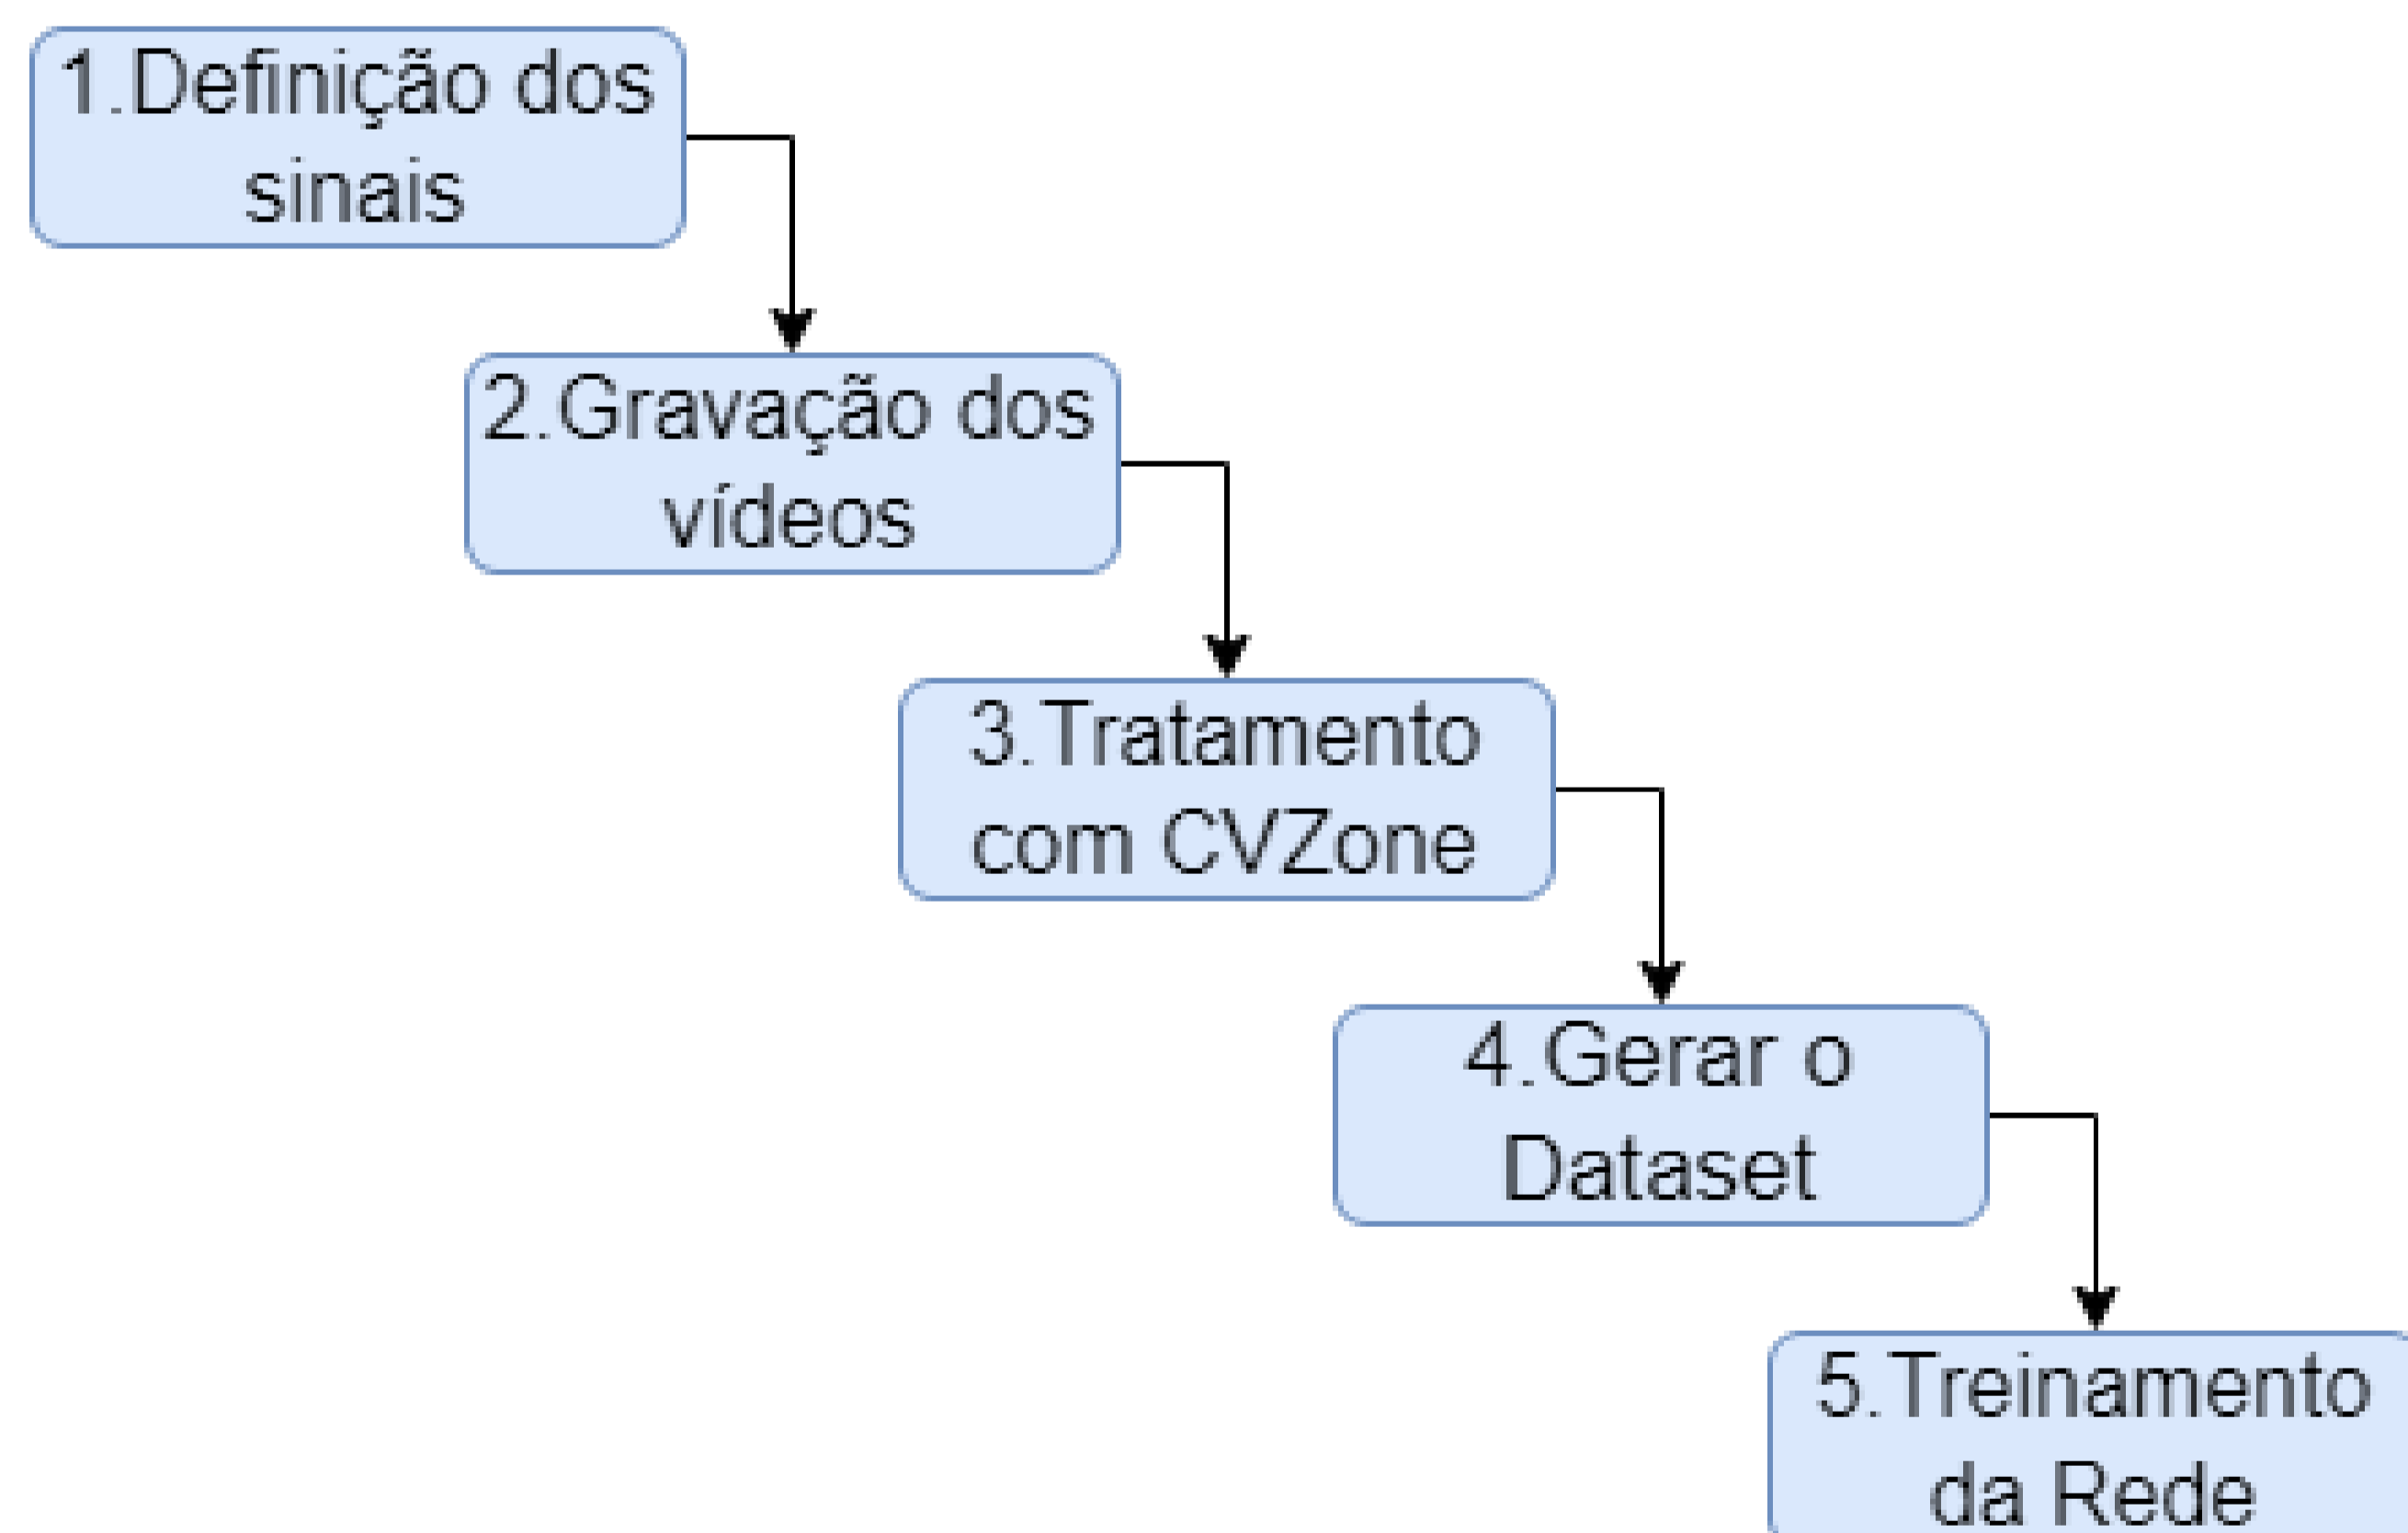 1.Definição dos
sinais
2.Gravação dos
vídeos
3.Tratamento
com CVZone
4.Gerar o
Dataset
5.Treinamento
da Rede